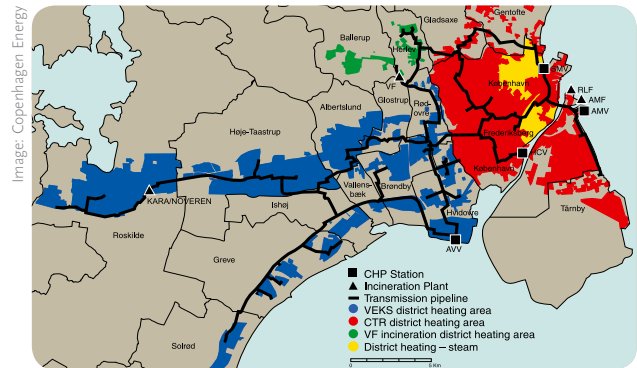 Image: Copenhagen Energy
Gentofte
Gladsaxe
Ballerup
Herlev
København
SMV
VF
RLF
AMF
AMV
Glostrup
Rød-
ovre
Albertslund
Frederiksberg
Høje-Taastrup
HCV
København
Vallens-
bæk
Brøndby
KARA/NOVEREN
Ishøj
Hvidovre
Tårnby
Roskilde
AVV
Greve
Solrød
CHP Station
Incineration Plant
Transmission pipeline
VEKS district heating area
CTR district heating area
VF incineration district heating area
District heating – steam
0
5 Km